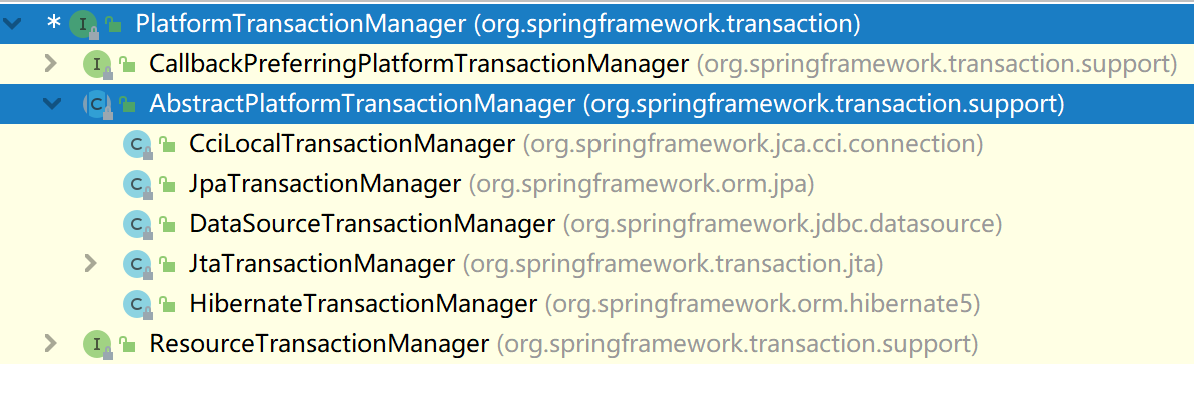 * I PlatformTransactionManager (org.springframework.transaction)
I CallbackPreferringPlatformTransactionManager (org.springframework.transaction.support)
C AbstractPlatformTransactionManager (org.springframework.transaction.support)
C CciLocalTransactionManager (org.springframework.jca.cci.connection)
C JpaTransactionManager (org.springframework.orm.jpa)
C DataSourceTransactionManager (org.springframework.jdbc.datasource)
C JtaTransactionManager (org.springframework.transaction.jta)
C HibernateTransactionManager (org.springframework.orm.hibernate5)
I ResourceTransactionManager (org.springframework.transaction.support)